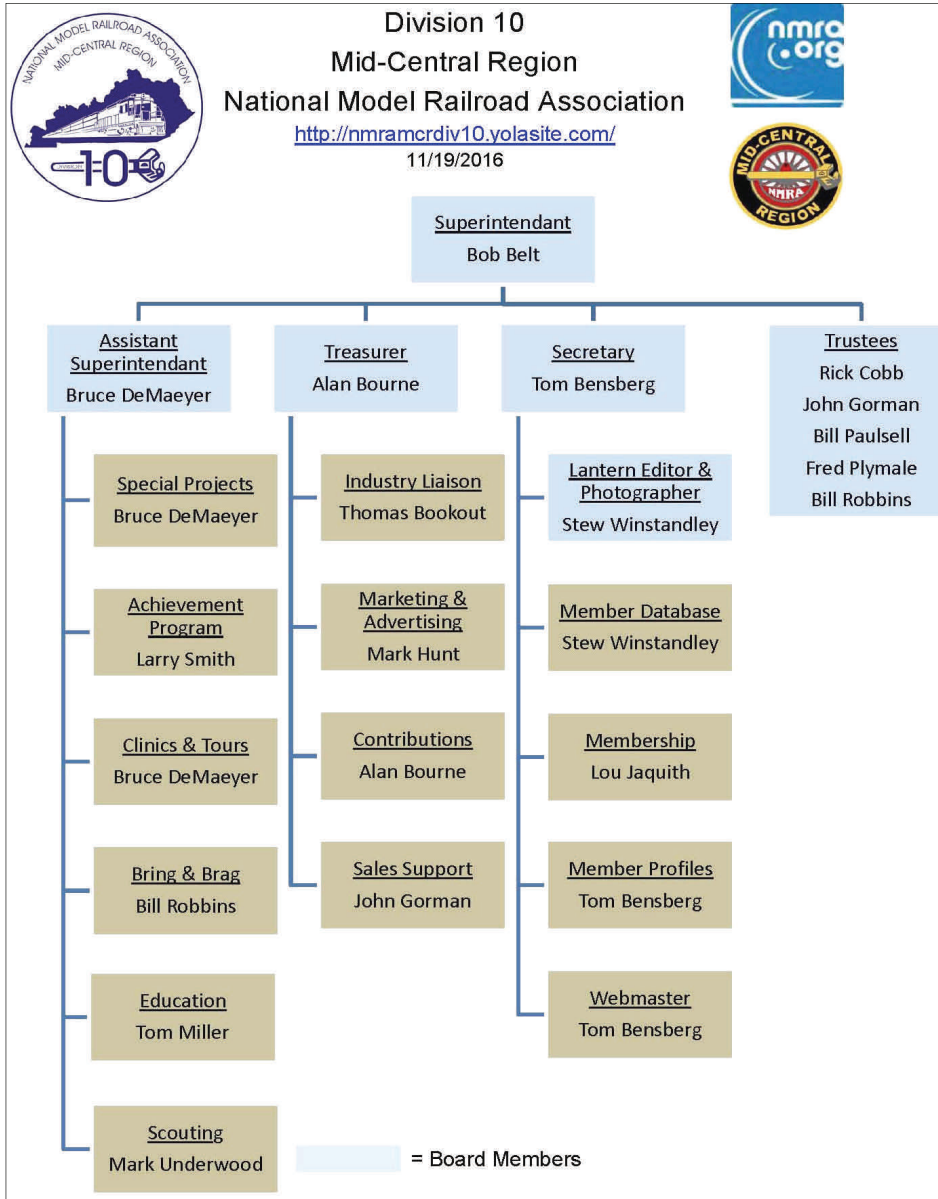 NATIONAL MODEL RAILROAD ASSOCIATION
MID-CENTRAL REGION
DIVISION
10
Division 10
Mid-Central Region
National Model Railroad Association
http://nmramcrdiv10.yolasite.com/
11/19/2016
nmra
.org
MID-CENTRAL
NMRA
REGION
Superintendant
Bob Belt
Assistant
Superintendant
Bruce DeMaeyer
Treasurer
Alan Bourne
Secretary
Tom Bensberg
Trustees
Rick Cobb
John Gorman
Bill Paulsell
Fred Plymale
Bill Robbins
Special Projects
Bruce DeMaeyer
Achievement
Program
Larry Smith
Clinics & Tours
Bruce DeMaeyer
Bring & Brag
Bill Robbins
Education
Tom Miller
Scouting
Mark Underwood
Industry Liaison
Thomas Bookout
Marketing &
Advertising
Mark Hunt
Contributions
Alan Bourne
Sales Support
John Gorman
Lantern Editor &
Photographer
Stew Winstandley
Member Database
Stew Winstandley
Membership
Lou Jaquith
Member Profiles
Tom Bensberg
Webmaster
Tom Bensberg
= Board Members